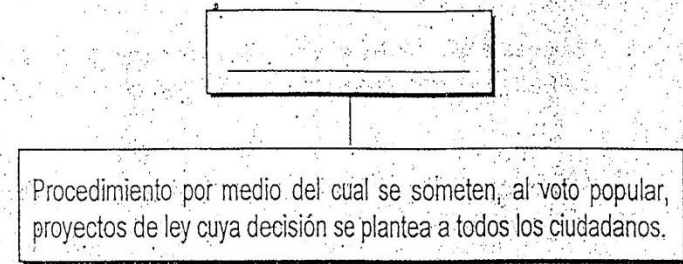 Procedimiento por medio del cual se someten, al voto popular,
proyectos de ley cuya decisión se plantea a todos los ciudadanos.